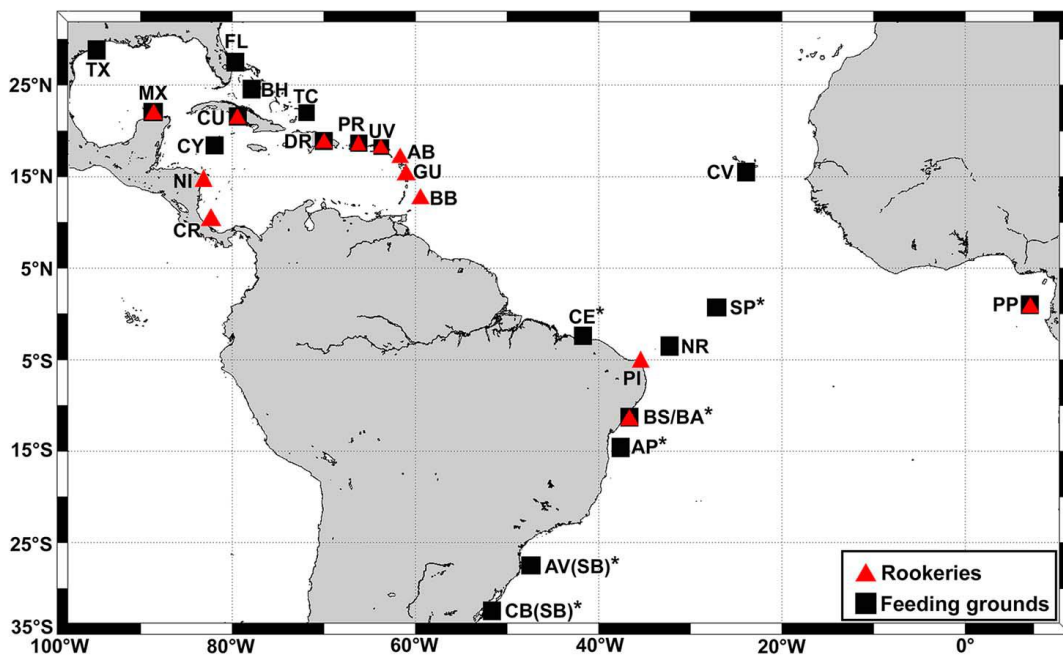 FL
TX
25°N
BH
MX
TC
CU
PR
UV
DR
CY
AB
GU
CV
15°N
NI
BB
CR
5°N
SP*
PP
CE*
NR
5°S
PI
BS/BA*
15°S
AP*
25°S
AV(SB)*
Rookeries
CB(SB)*
Feeding grounds
35°S
100°W 80°W 60°W 40°W 20°W 0°